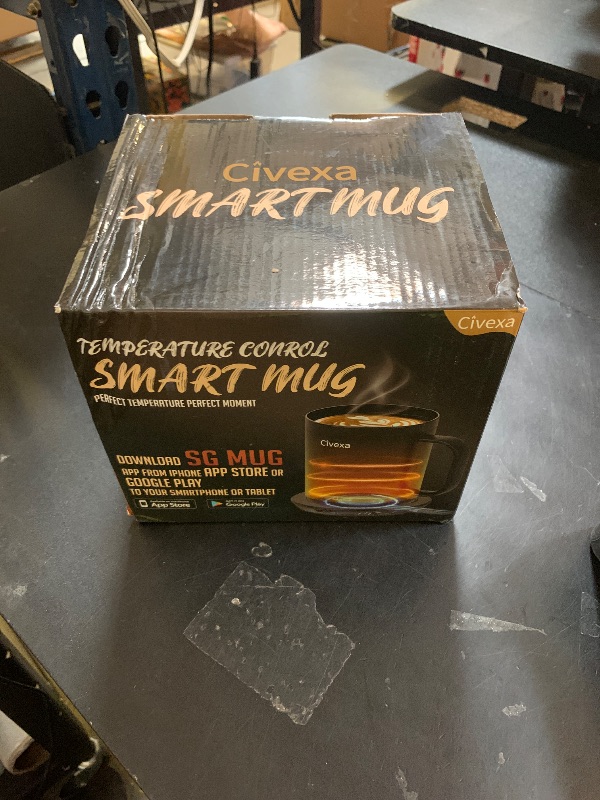 Civexa
SMART MUG
Civexa
TEMPERATURE CONROL
SMART MUG
PERFECT TEMPERATURE PERFECT MOMENT
Civexa
DOWNLOAD SG MUG
APP FROM IPHONE APP STORE OR
GOOGLE PLAY
TO YOUR SMARTPHONE OR TABLET
App Store
Google Play